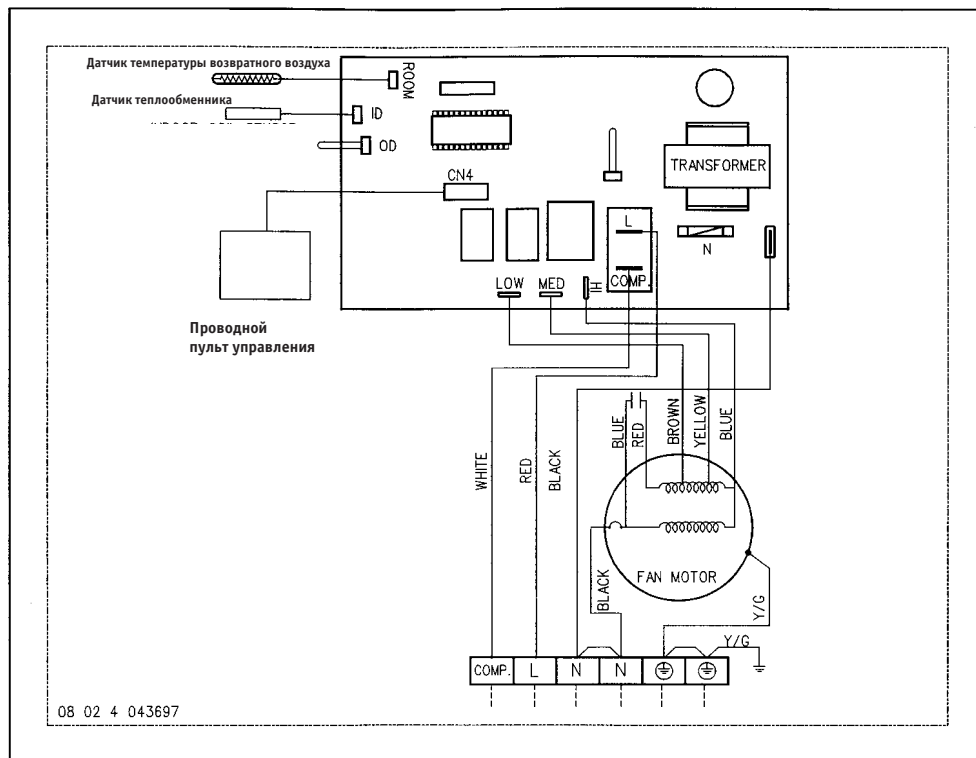 Датчик температуры возвратного воздуха
ROOM
Датчик теплообменника
ID
OD
CN4
TRANSFORMER
L
N
COMP.
LOW
MED
HI
Проводной
пульт управления
BLUE
RED
BROWN
YELLOW
BLUE
WHITE
RED
BLACK
FAN MOTOR
BLACK
Y/G
Y/G
COMP.
L
N
N
08 02 4 043697